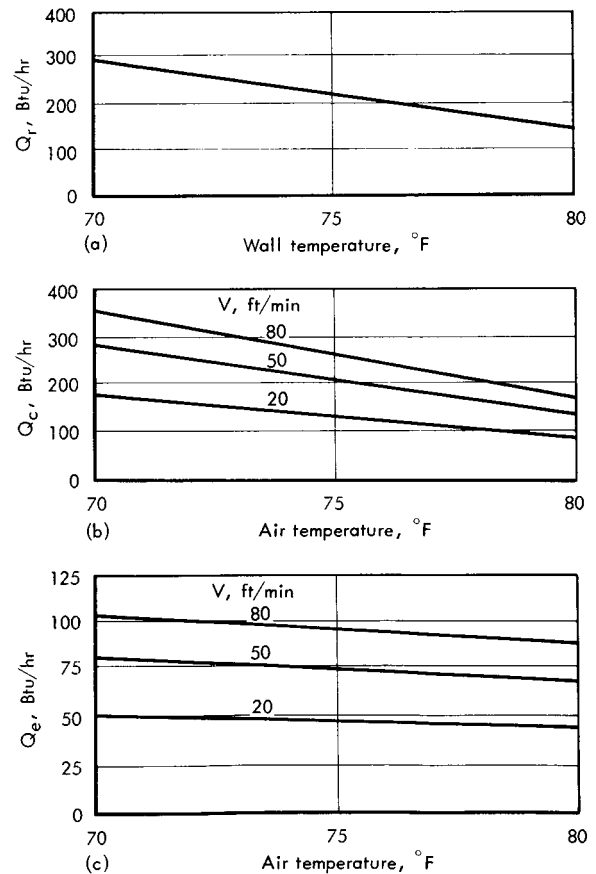 400
300
200
100
0
Q_r, Btu/hr
70 75 80
(a) Wall temperature, °F
400
300
200
100
0
Q_c, Btu/hr
V, ft/min
80
50
20
70 75 80
(b) Air temperature, °F
125
100
75
50
25
0
Q_e, Btu/hr
V, ft/min
80
50
20
70 75 80
(c) Air temperature, °F